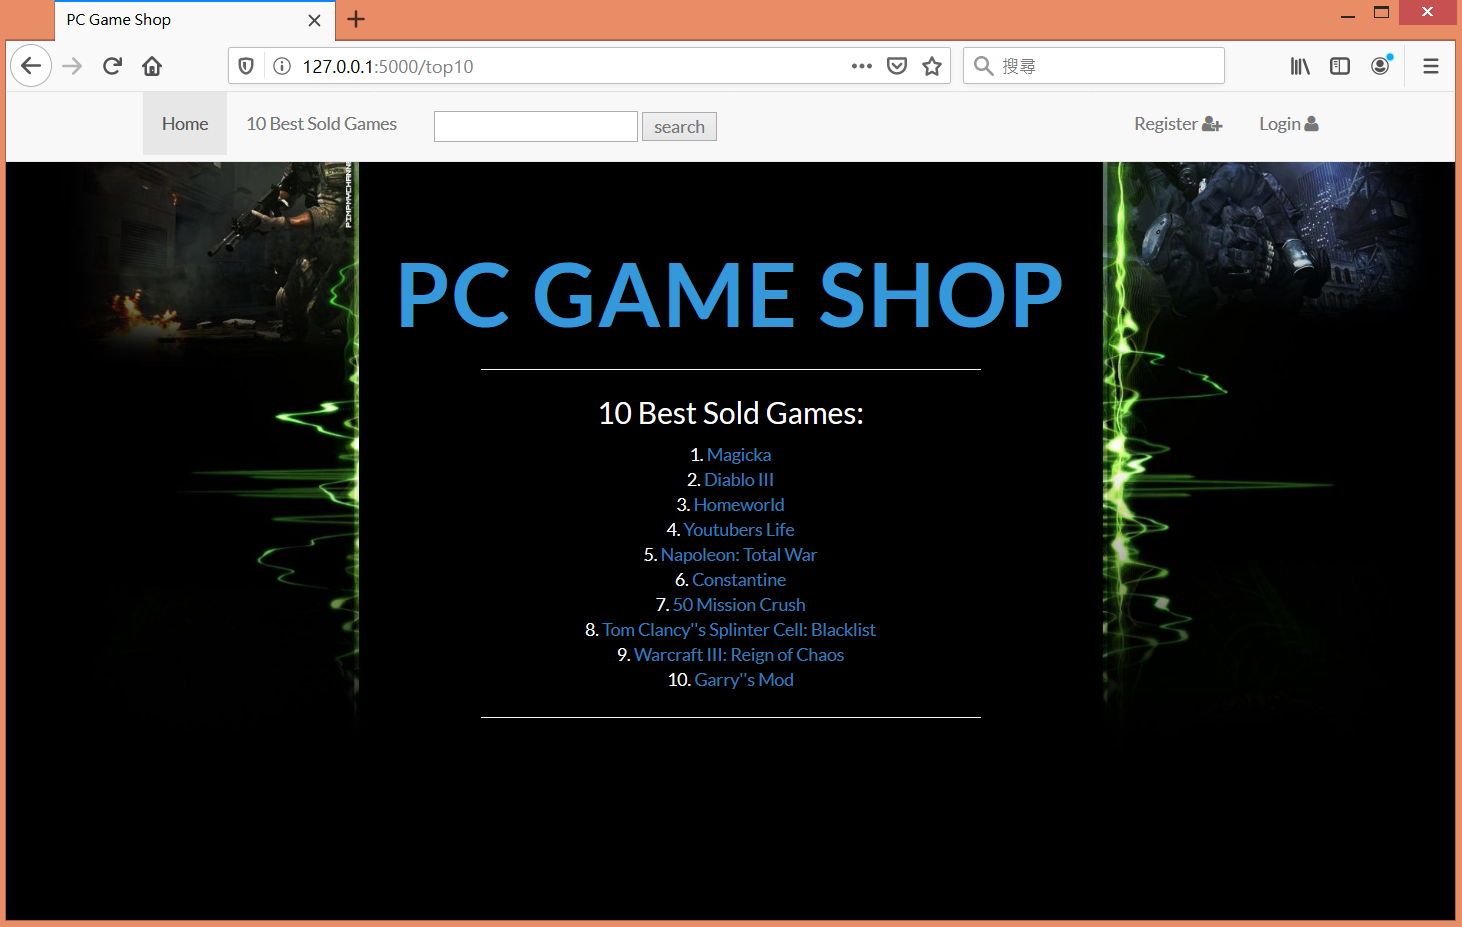 PC Game Shop
127.0.0.1:5000/top10
搜尋
Home
10 Best Sold Games
search
Register
Login
PIMPMYCHANN
PC GAME SHOP
10 Best Sold Games:
1. Magicka
2. Diablo III
3. Homeworld
4. Youtubers Life
5. Napoleon: Total War
6. Constantine
7. 50 Mission Crush
8. Tom Clancy''s Splinter Cell: Blacklist
9. Warcraft III: Reign of Chaos
10. Garry''s Mod